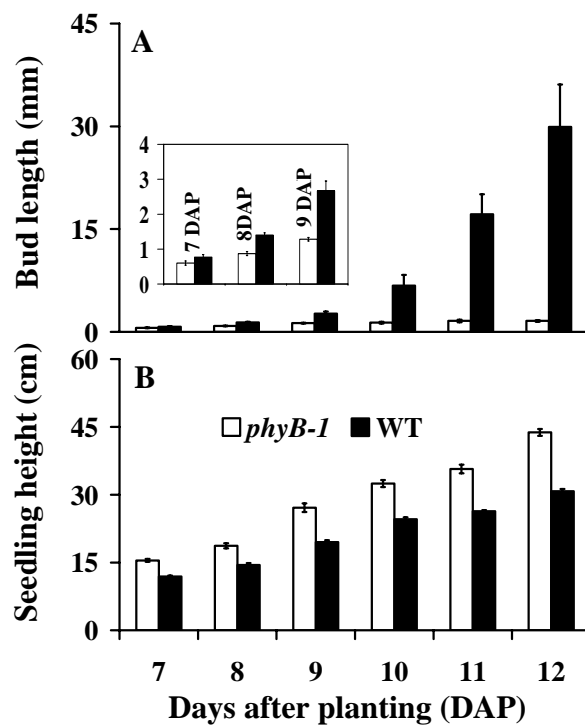 A
Bud length (mm)
45
30
15
0
4
3
2
1
0
7 DAP
8DAP
9 DAP
B
Seedling height (cm)
60
45
30
15
0
phyB-1 WT
7 8 9 10 11 12
Days after planting (DAP)